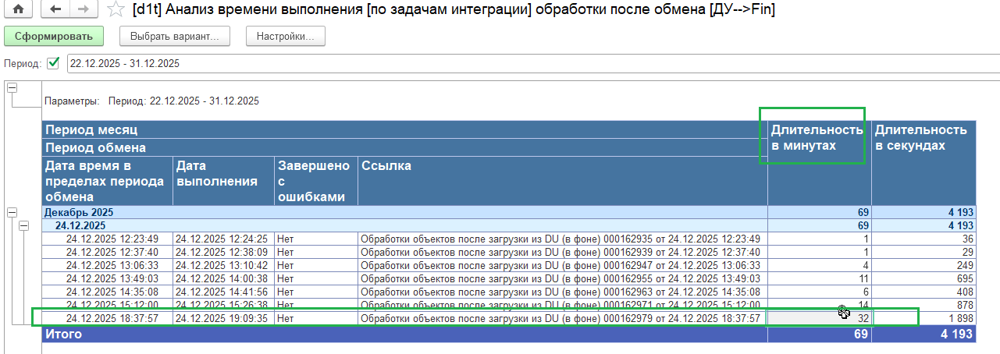 [d1t] Анализ времени выполнения [по задачам интеграции] обработки после обмена [ДУ-->Fin]
Сформировать Выбрать вариант... Настройки...
Период: 22.12.2025 - 31.12.2025
Параметры: Период: 22.12.2025 - 31.12.2025
Период месяц
Период обмена
Дата время в пределах периода обмена
Дата выполнения
Завершено с ошибками
Ссылка
Длительность в минутах
Длительность в секундах
Декабрь 2025 69 4 193
24.12.2025 69 4 193
24.12.2025 12:23:49 24.12.2025 12:24:25 Нет Обработки объектов после загрузки из DU (в фоне) 000162935 от 24.12.2025 12:23:49 1 36
24.12.2025 12:37:40 24.12.2025 12:38:09 Нет Обработки объектов после загрузки из DU (в фоне) 000162939 от 24.12.2025 12:37:40 1 29
24.12.2025 13:06:33 24.12.2025 13:10:42 Нет Обработки объектов после загрузки из DU (в фоне) 000162947 от 24.12.2025 13:06:33 4 249
24.12.2025 13:49:03 24.12.2025 14:00:38 Нет Обработки объектов после загрузки из DU (в фоне) 000162955 от 24.12.2025 13:49:03 11 695
24.12.2025 14:35:08 24.12.2025 14:41:56 Нет Обработки объектов после загрузки из DU (в фоне) 000162963 от 24.12.2025 14:35:08 6 408
24.12.2025 15:12:00 24.12.2025 15:26:38 Нет Обработки объектов после загрузки из DU (в фоне) 000162971 от 24.12.2025 15:12:00 14 878
24.12.2025 18:37:57 24.12.2025 19:09:35 Нет Обработки объектов после загрузки из DU (в фоне) 000162979 от 24.12.2025 18:37:57 32 1 898
Итого 69 4 193